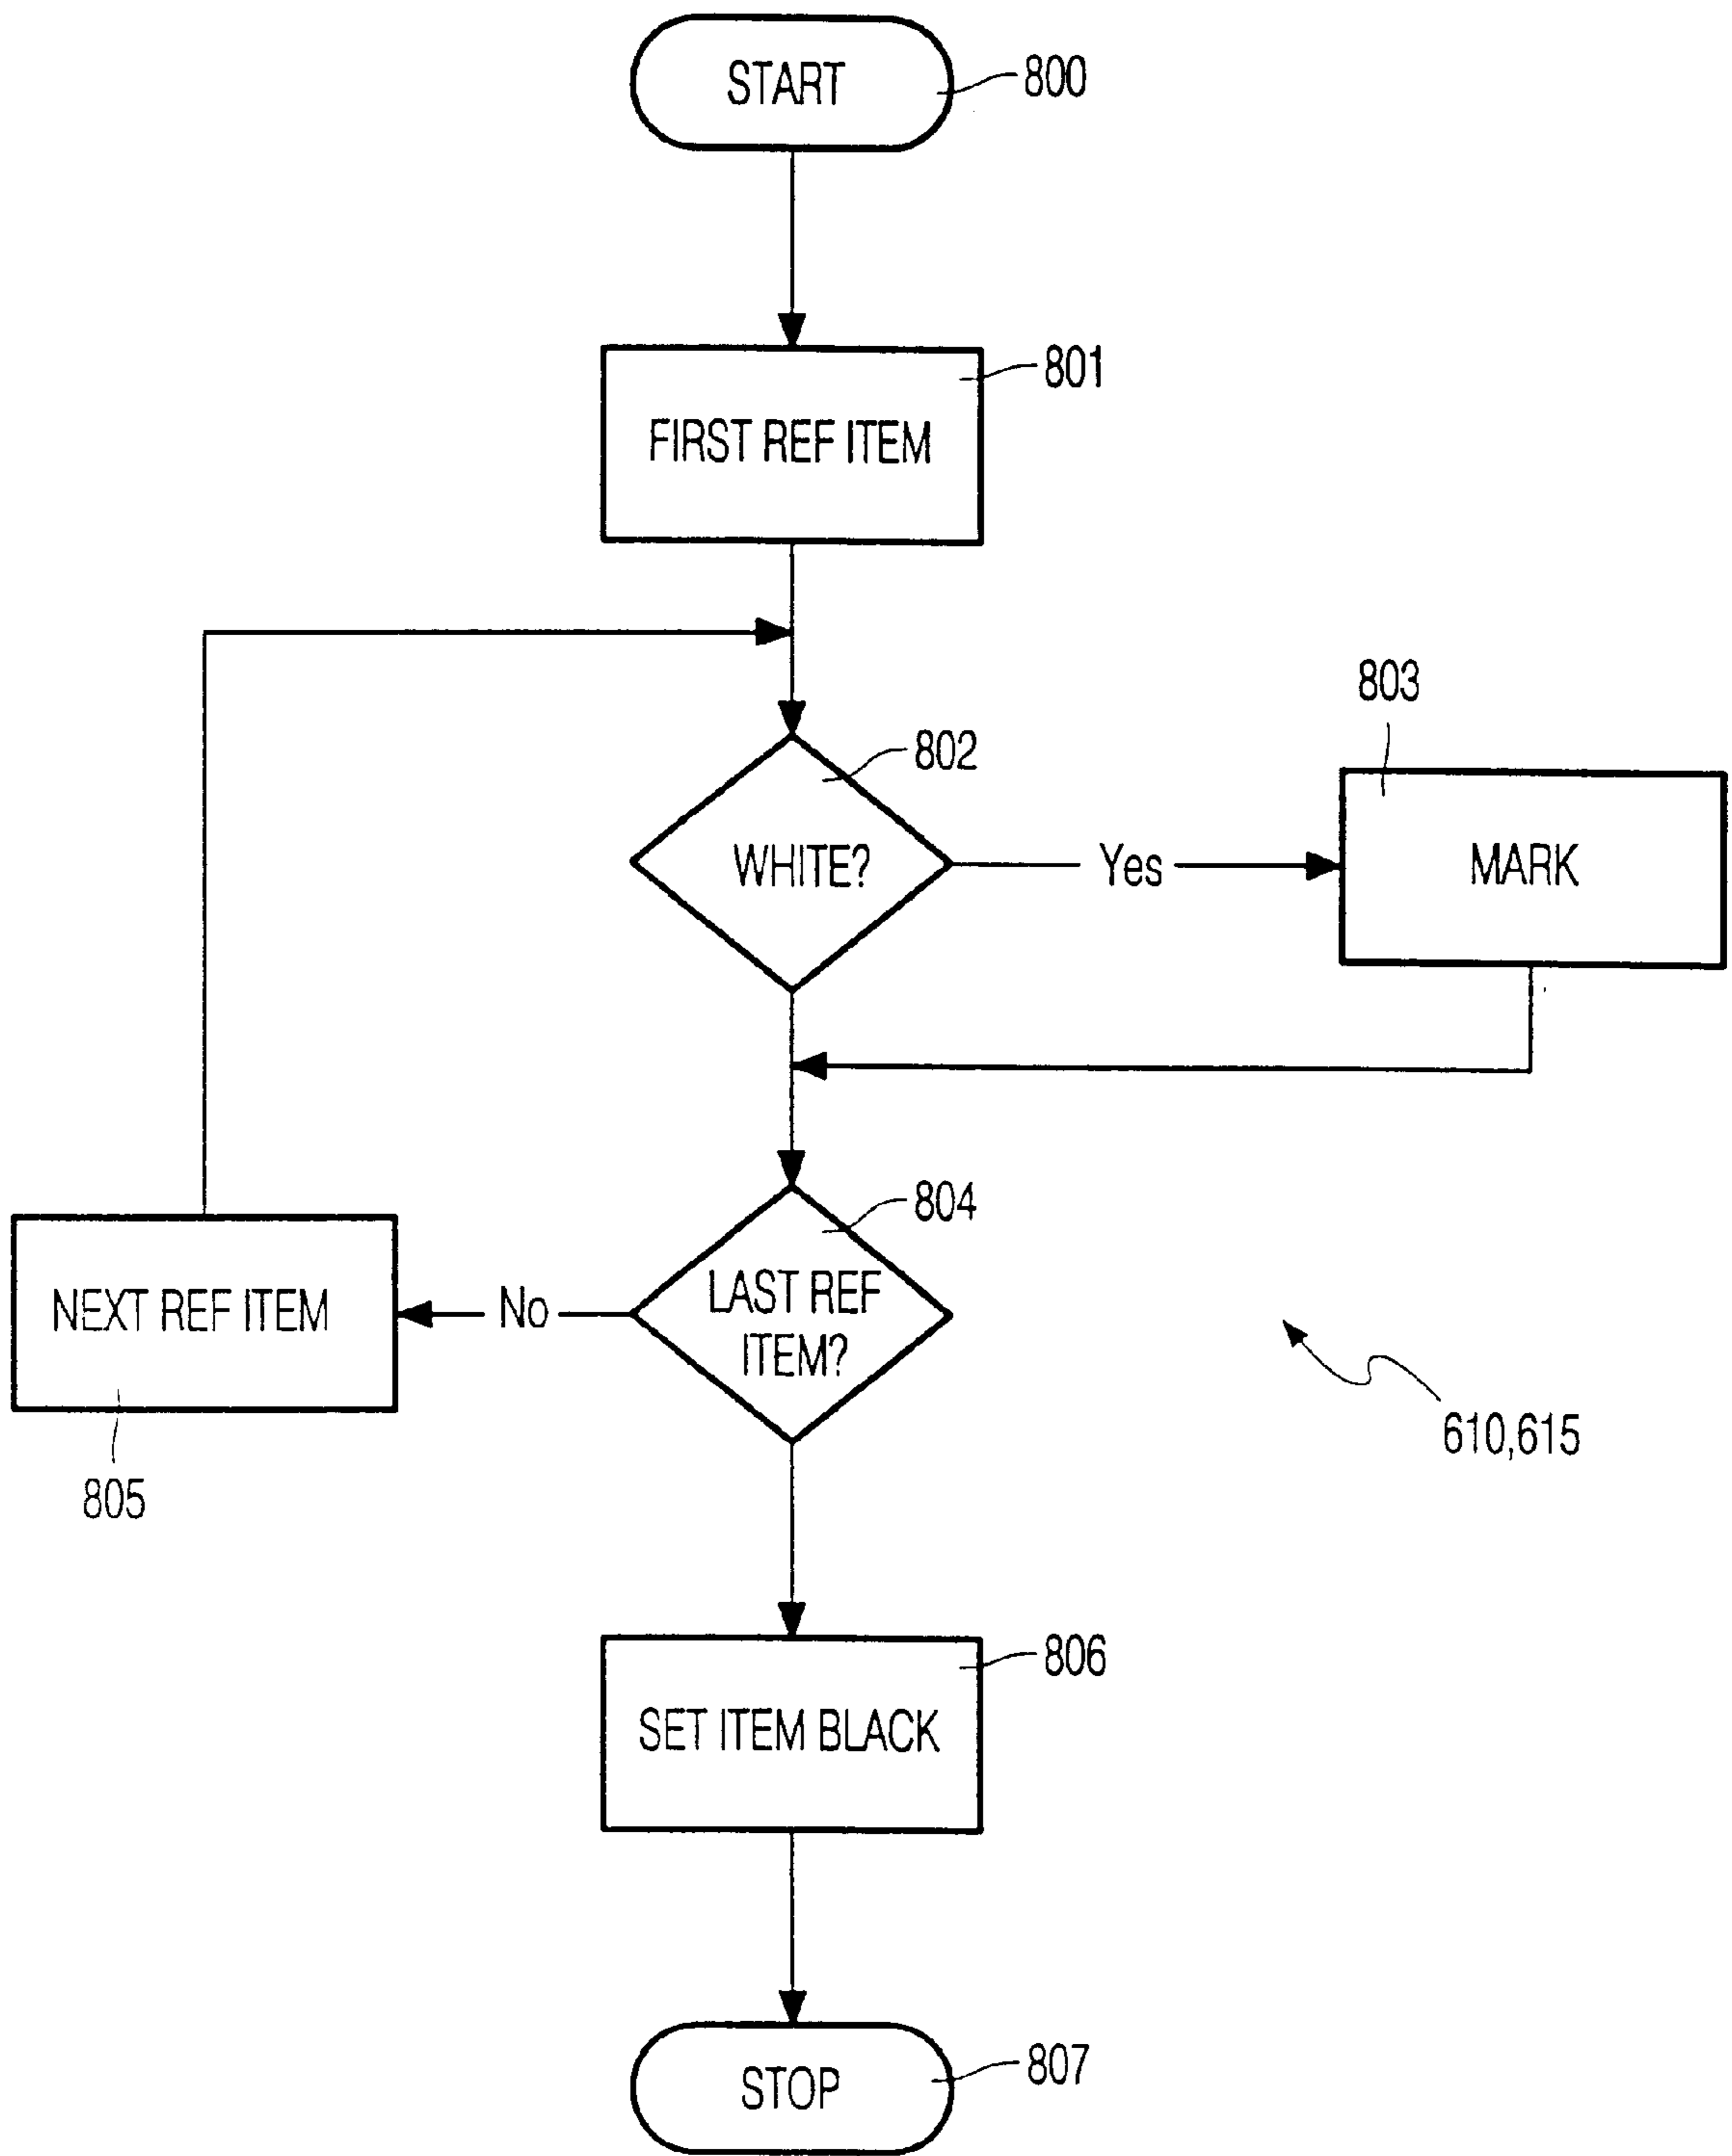 START
800
801
FIRST REF ITEM
803
802
WHITE?
Yes
MARK
804
LAST REF
ITEM?
No
NEXT REF ITEM
610,615
805
806
SET ITEM BLACK
STOP
807